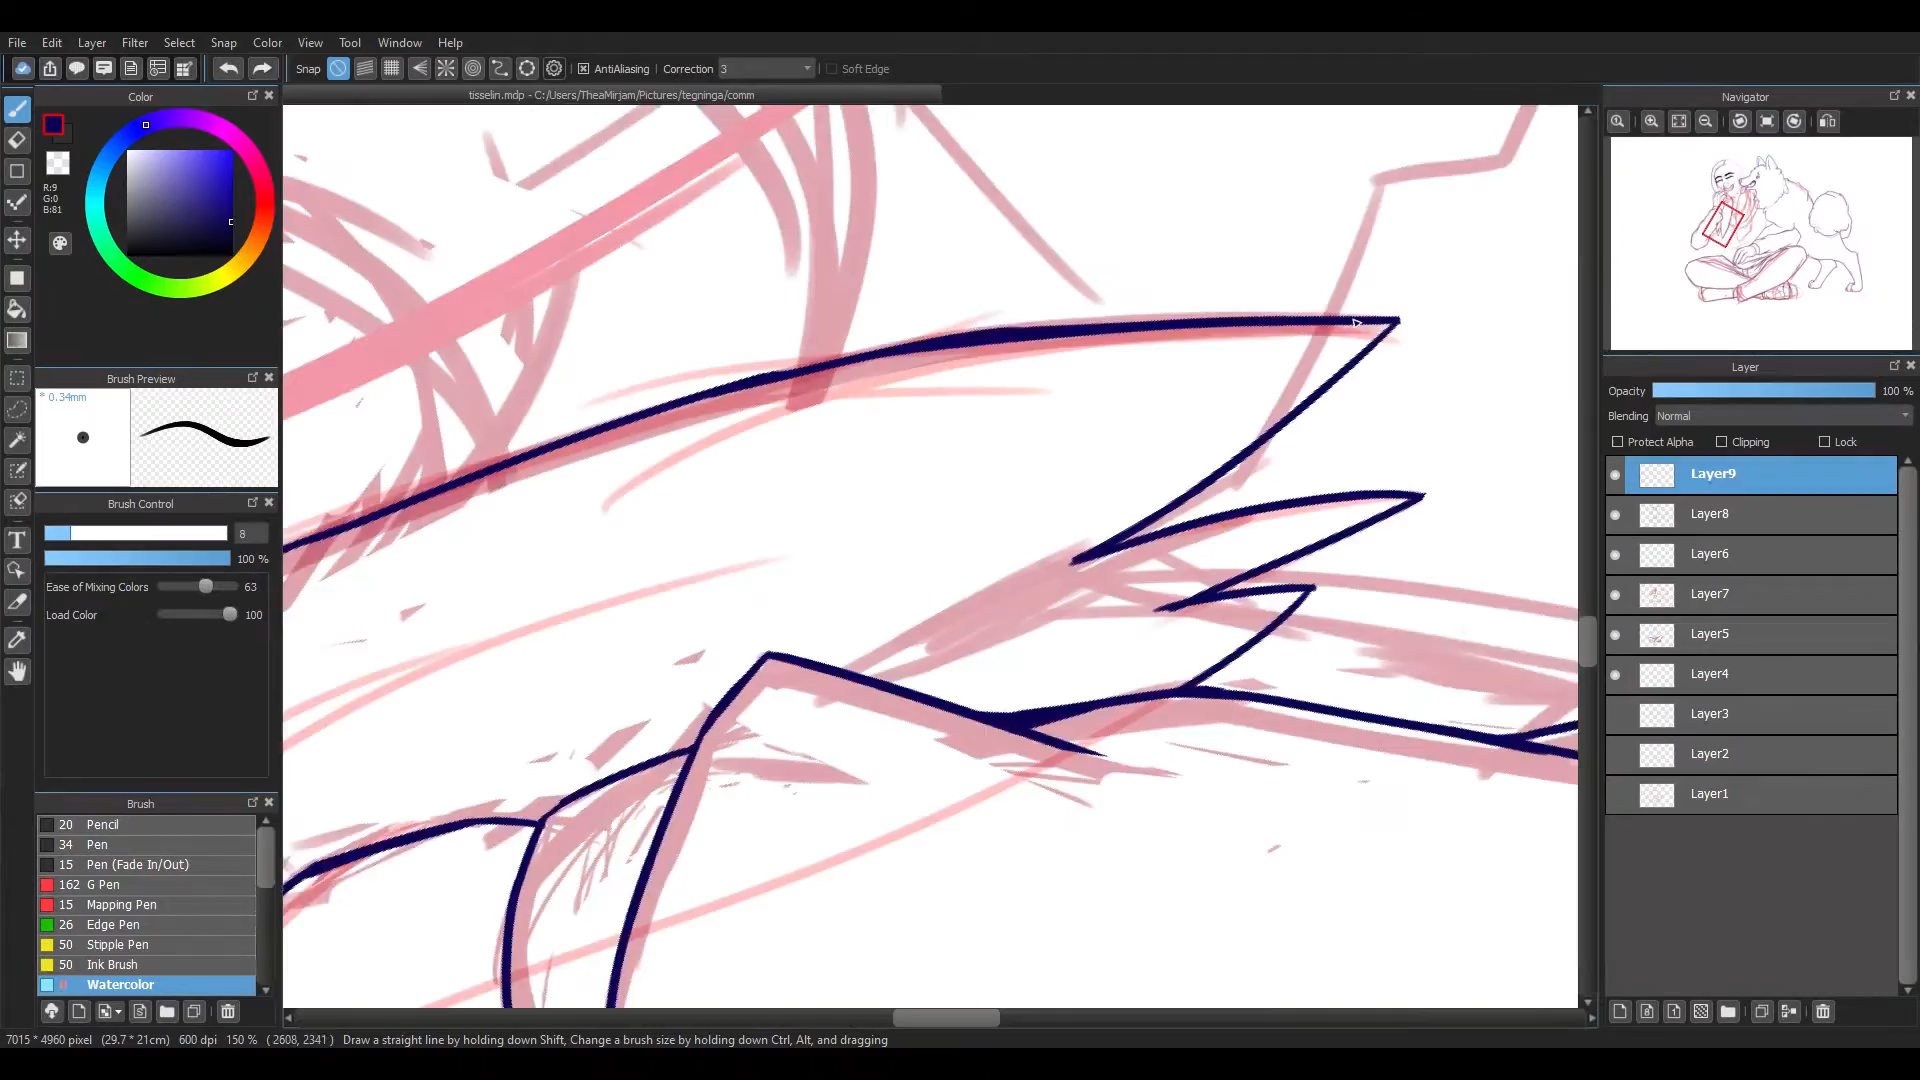 File Edit Layer Filter Select Snap Color View Tool Window Help
Snap AntiAliasing Correction 3 Soft Edge
tisselin.mdp - C:/Users/TheaMirjam/Pictures/tegninga/comm
Color
R:9
G:0
B:81
Brush Preview
* 0.34mm
Brush Control
8
100 %
Ease of Mixing Colors 63
Load Color 100
Brush
20 Pencil
34 Pen
15 Pen (Fade In/Out)
162 G Pen
15 Mapping Pen
26 Edge Pen
50 Stipple Pen
50 Ink Brush
Watercolor
Navigator
Layer
Opacity 100 %
Blending Normal
Protect Alpha Clipping Lock
Layer9
Layer8
Layer6
Layer7
Layer5
Layer4
Layer3
Layer2
Layer1
7015 * 4960 pixel (29.7 * 21cm) 600 dpi 150 % ( 2608, 2341 ) Draw a straight line by holding down Shift, Change a brush size by holding down Ctrl, Alt, and dragging